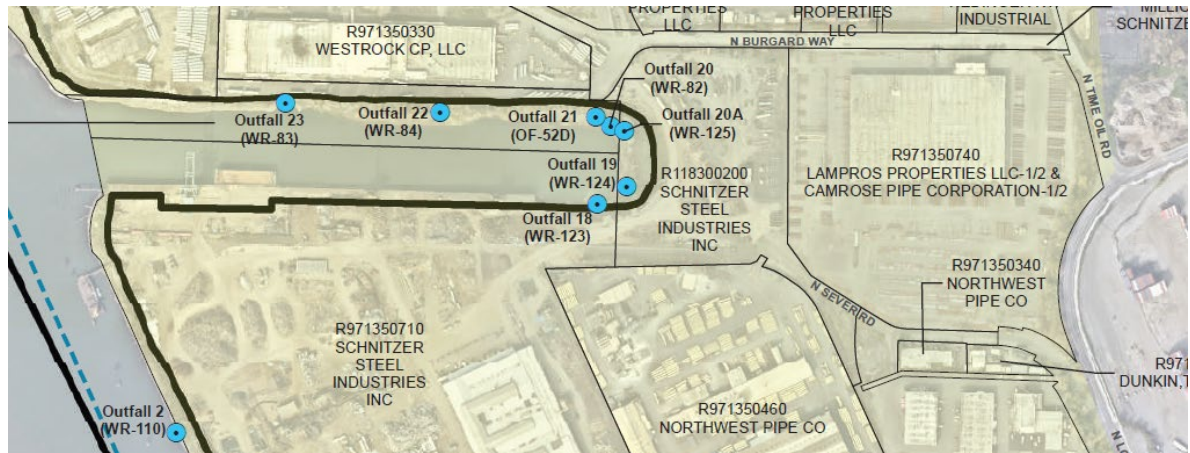 PROPERTIES
LLC
PROPERTIES
LLC
INDUSTRIAL
SCHNITZE
R971350330
WESTROCK CP, LLC
N BURGARD WAY
N TIME OIL RD
Outfall 20
(WR-82)
Outfall 23
(WR-83)
Outfall 22
(WR-84)
Outfall 21
(OF-52D)
Outfall 20A
(WR-125)
Outfall 19
(WR-124)
Outfall 18
(WR-123)
R118300200
SCHNITZER
STEEL
INDUSTRIES
INC
R971350740
LAMPROS PROPERTIES LLC-1/2 &
CAMROSE PIPE CORPORATION-1/2
R971350340
NORTHWEST
PIPE CO
N SEVER RD
R971350710
SCHNITZER
STEEL
INDUSTRIES
INC
R971
DUNKIN,T
Outfall 2
(WR-110)
R971350460
NORTHWEST PIPE CO
N LO